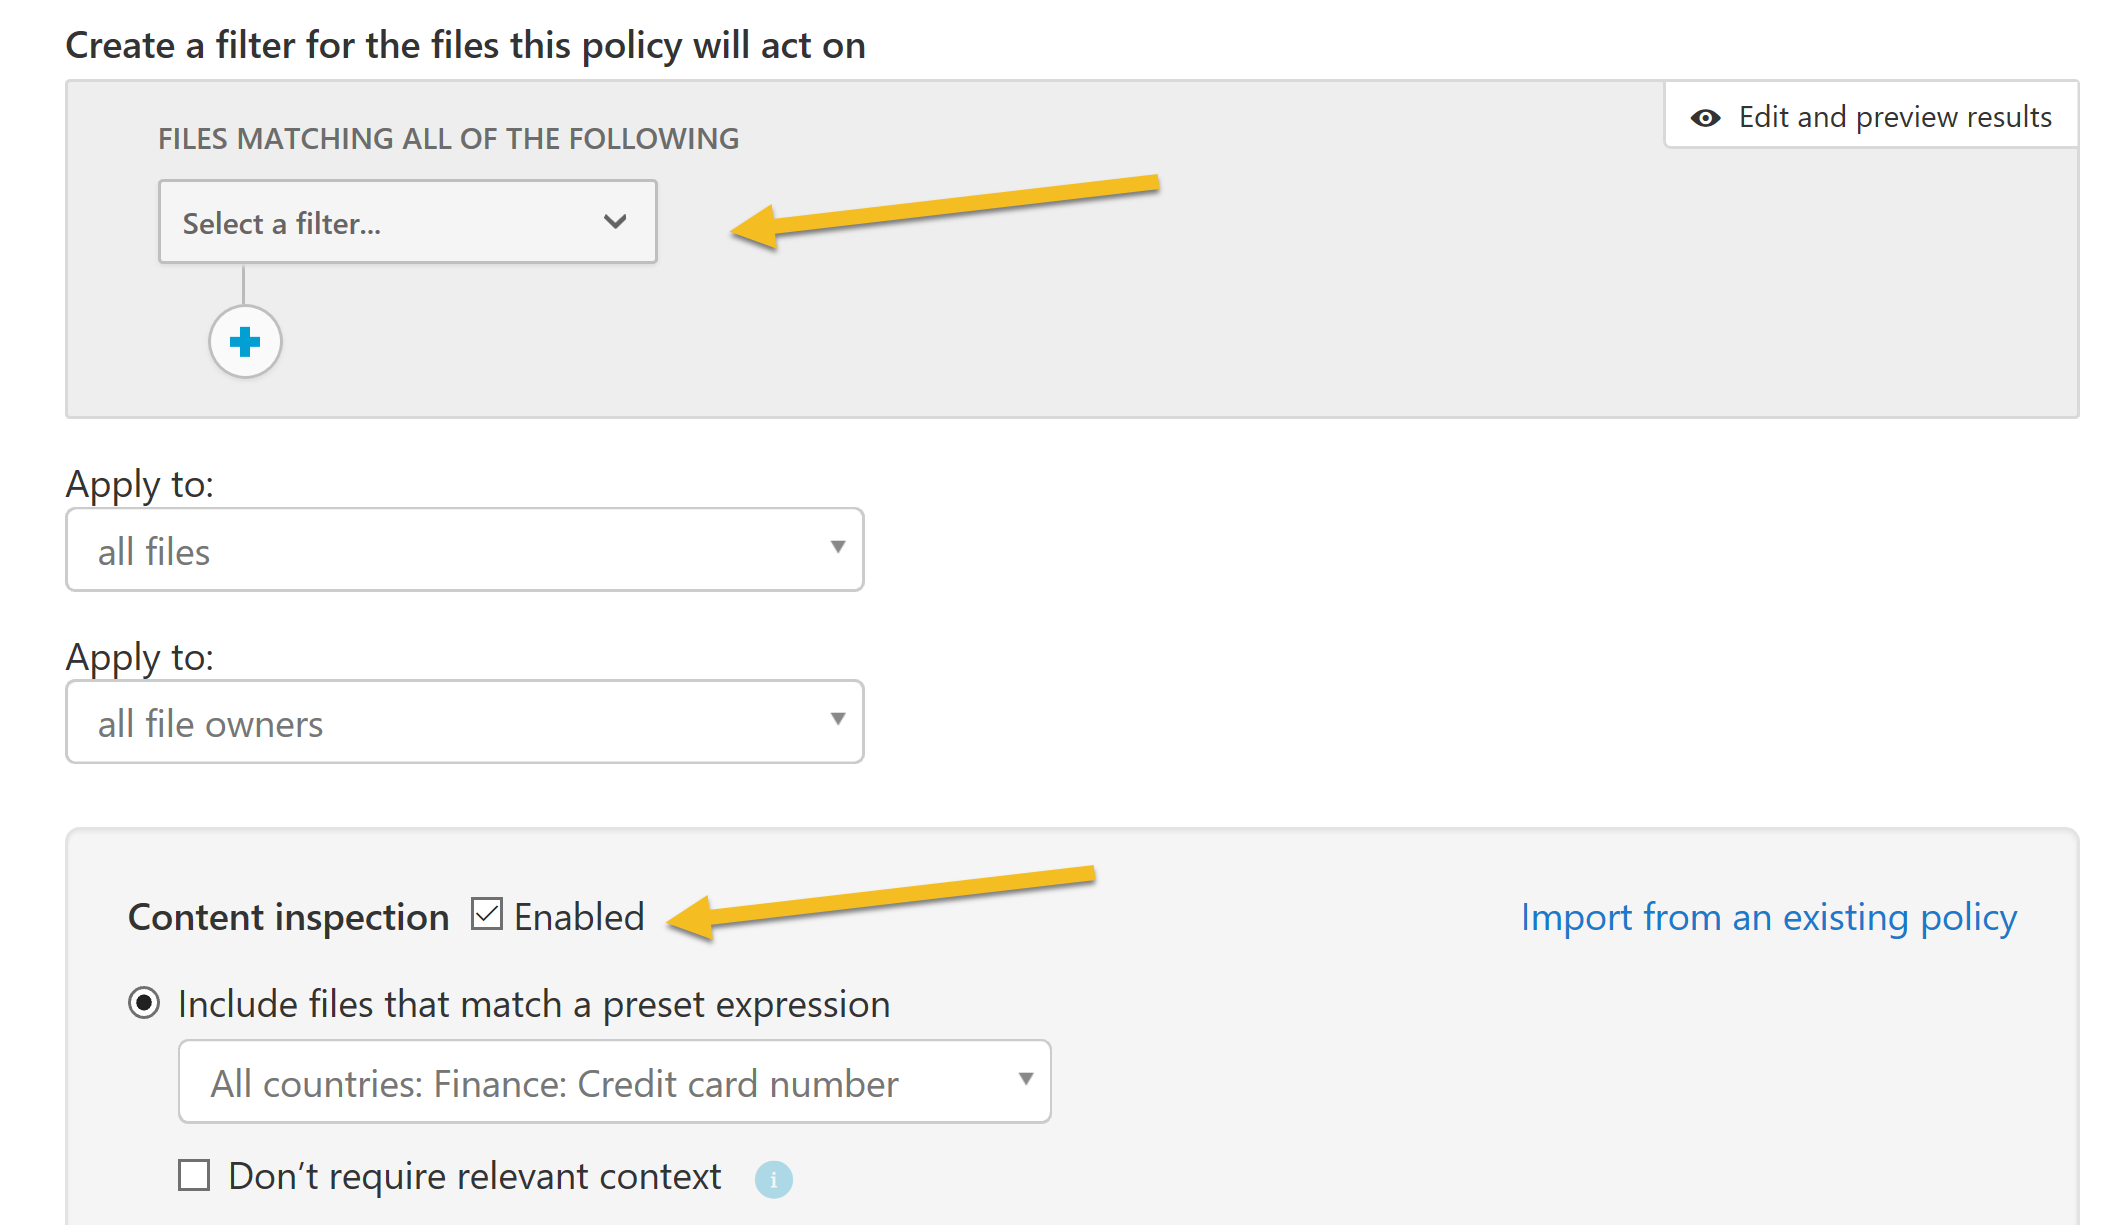 Create a filter for the files this policy will act on
Edit and preview results
FILES MATCHING ALL OF THE FOLLOWING
Select a filter...
Apply to:
all files
Apply to:
all file owners
Content inspection Enabled
Import from an existing policy
Include files that match a preset expression
All countries: Finance: Credit card number
Don’t require relevant context
i